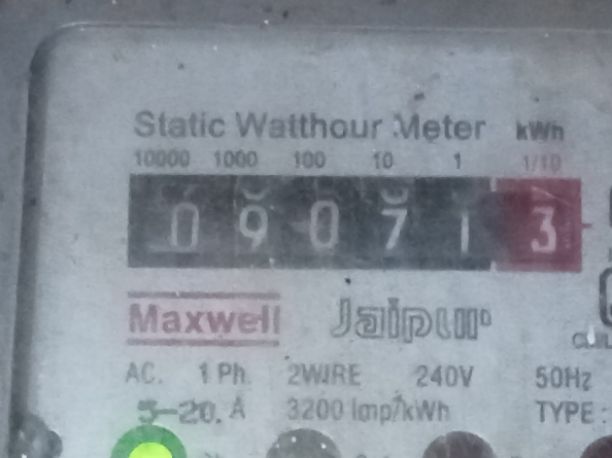 Static Watthour Meter kWh
10000 1000 100 10 1 1/10
0 9 0 7 1 3
Maxwell Jaipur
AC. 1 Ph. 2WIRE 240V 50Hz
5-20. A 3200 Imp/kWh TYPE: